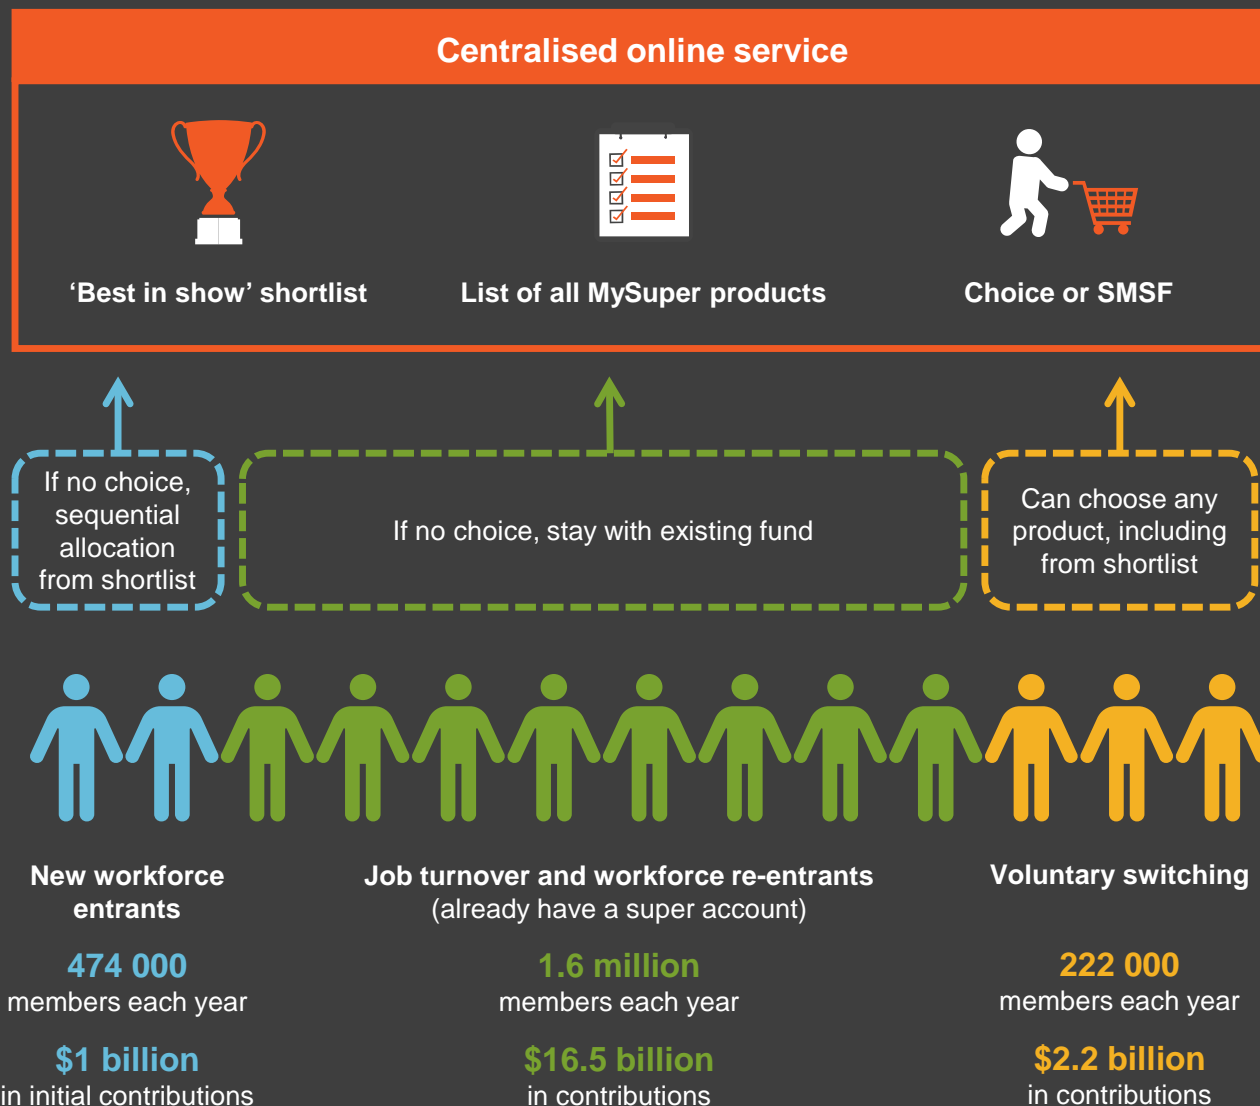 Centralised online service
‘Best in show’ shortlist
List of all MySuper products
Choice or SMSF
If no choice,
sequential
allocation
from shortlist
If no choice, stay with existing fund
Can choose any
product, including
from shortlist
New workforce
entrants
474 000
members each year
$1 billion
in initial contributions
Job turnover and workforce re-entrants
(already have a super account)
1.6 million
members each year
$16.5 billion
in contributions
Voluntary switching
222 000
members each year
$2.2 billion
in contributions